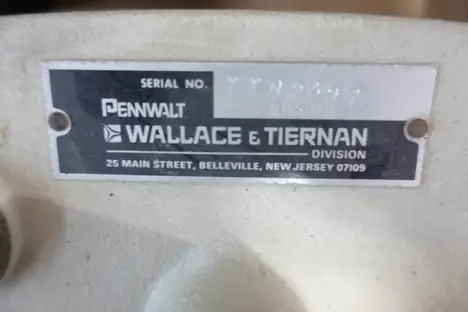 SERIAL NO.
PENNWALT
WALLACE & TIERNAN
DIVISION
25 MAIN STREET, BELLEVILLE, NEW JERSEY 07109